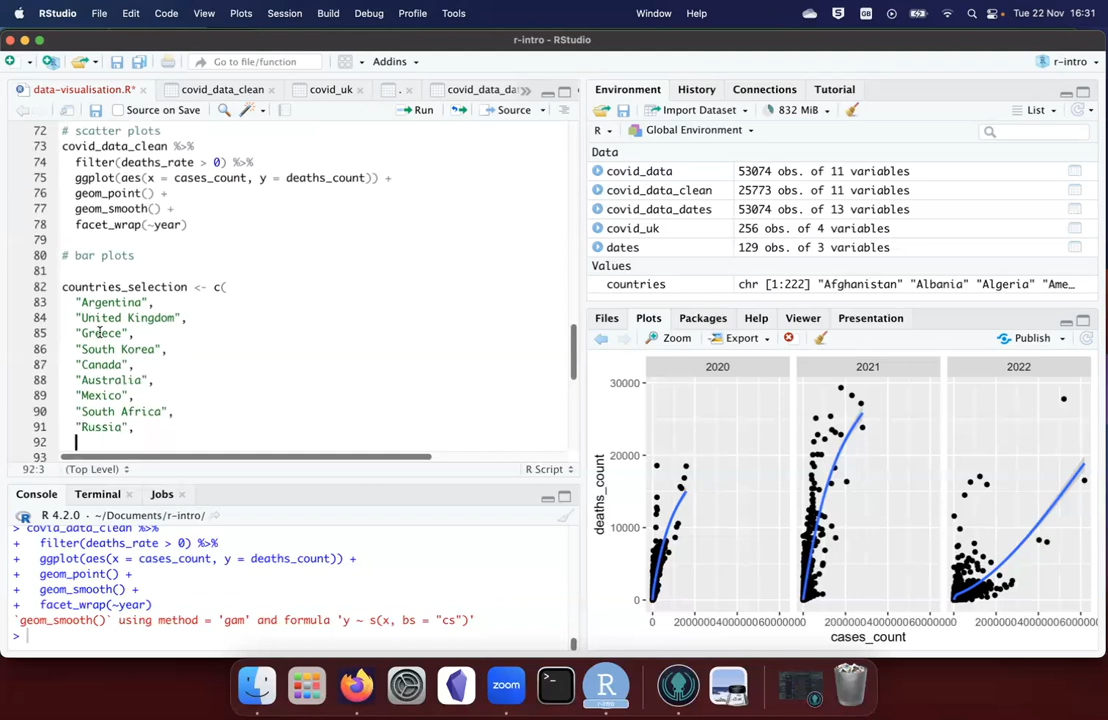 RStudio File Edit Code View Plots Session Build Debug Profile Tools Window Help Tue 22 Nov 16:31
r-intro - RStudio
Go to file/function Addins r-intro
data-visualisation.R* covid_data_clean covid_uk . covid_data_da
Source on Save Run Source
72 # scatter plots
73 covid_data_clean %>%
74 filter(deaths_rate > 0) %>%
75 ggplot(aes(x = cases_count, y = deaths_count)) +
76 geom_point() +
77 geom_smooth() +
78 facet_wrap(~year)
79
80 # bar plots
81
82 countries_selection <- c(
83 "Argentina",
84 "United Kingdom",
85 "Greece",
86 "South Korea",
87 "Canada",
88 "Australia",
89 "Mexico",
90 "South Africa",
91 "Russia",
92
93
92:3 (Top Level) R Script
Console Terminal Jobs
R 4.2.0 · ~/Documents/r-intro/
> covid_data_clean %>%
+ filter(deaths_rate > 0) %>%
+ ggplot(aes(x = cases_count, y = deaths_count)) +
+ geom_point() +
+ geom_smooth() +
+ facet_wrap(~year)
`geom_smooth()` using method = 'gam' and formula 'y ~ s(x, bs = "cs")'
>
Environment History Connections Tutorial
Import Dataset 832 MiB List
R Global Environment
Data
covid_data 53074 obs. of 11 variables
covid_data_clean 25773 obs. of 11 variables
covid_data_dates 53074 obs. of 13 variables
covid_uk 256 obs. of 4 variables
dates 129 obs. of 3 variables
Values
countries chr [1:222] "Afghanistan" "Albania" "Algeria" "Ame…
Files Plots Packages Help Viewer Presentation
Zoom Export Publish
2020 2021 2022
30000
20000
10000
0
deaths_count
0 2000000400000060000000 2000000400000060000000 200000040000006000000
cases_count
zoom
R
r-intro